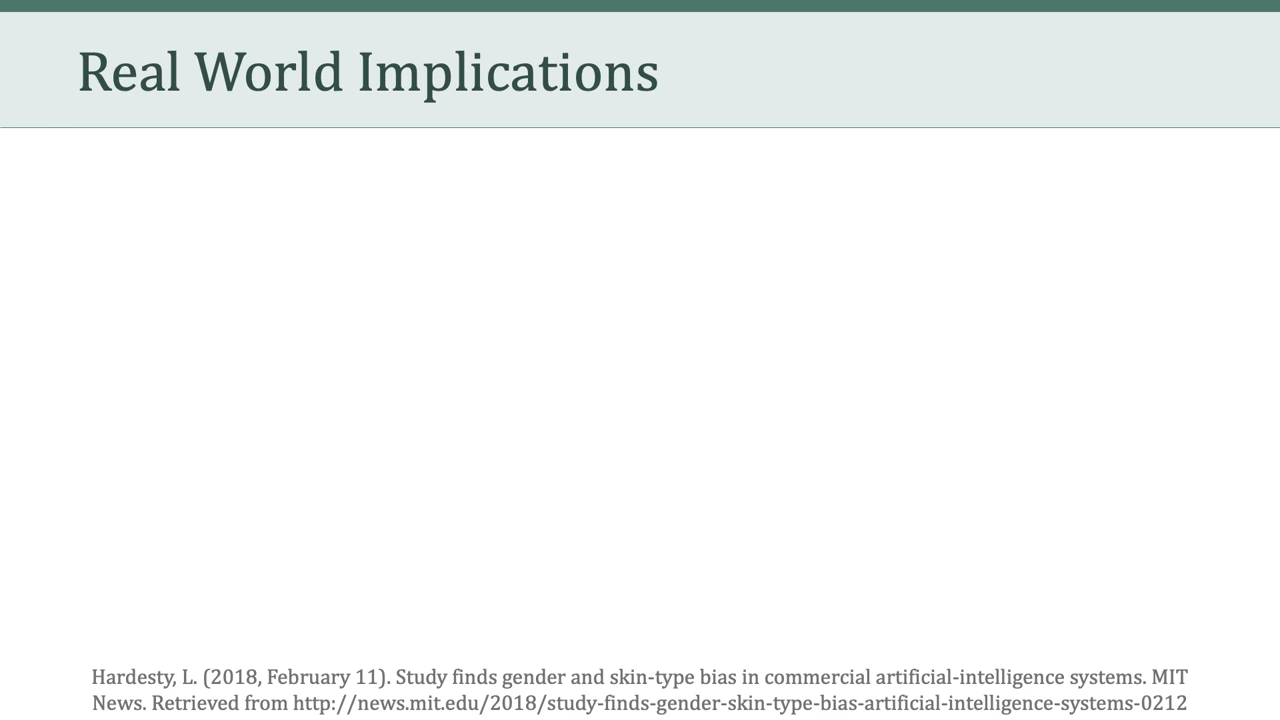 Real World Implications
Hardesty, L. (2018, February 11). Study finds gender and skin-type bias in commercial artificial-intelligence systems. MIT
News. Retrieved from http://news.mit.edu/2018/study-finds-gender-skin-type-bias-artificial-intelligence-systems-0212